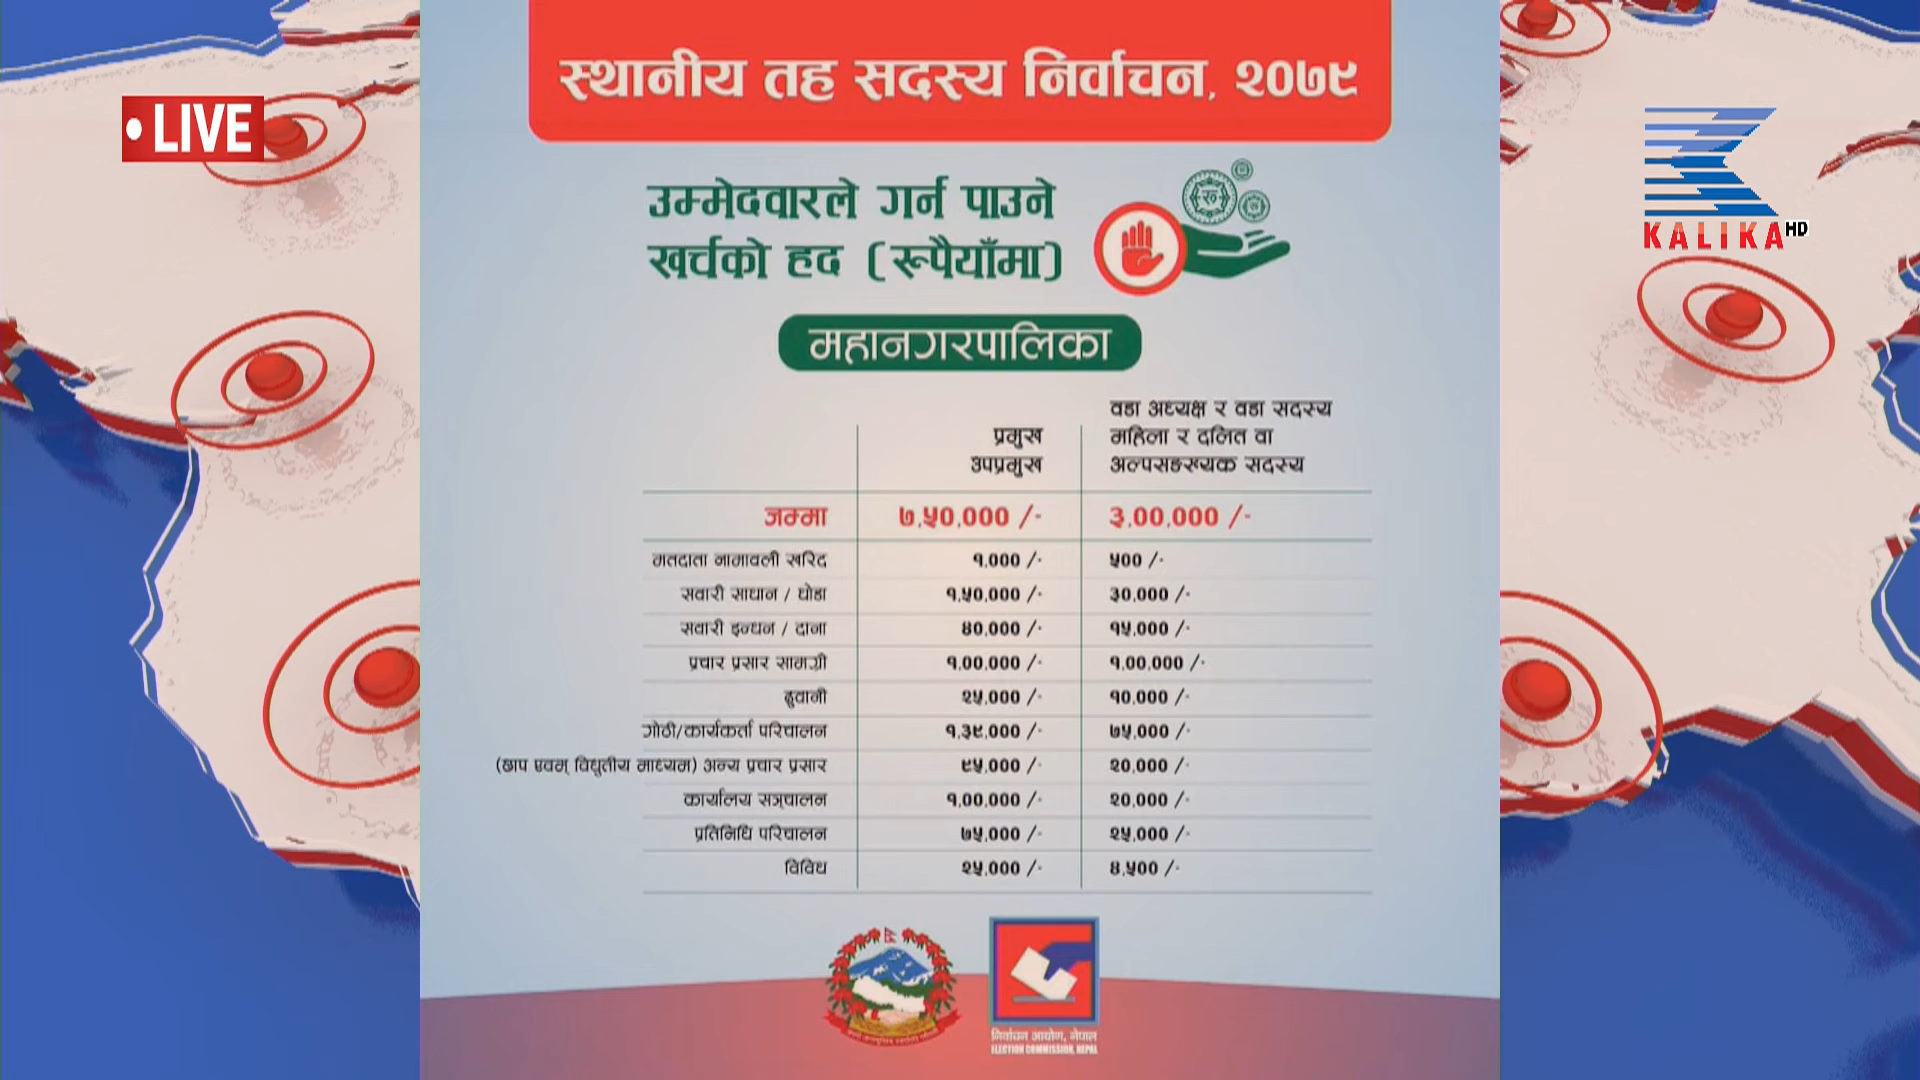 LIVE
स्थानीय तह सदस्य निर्वाचन, २०७९
KALIKA HD
उम्मेदवारले गर्न पाउने
खर्चको हद (रूपैयाँमा)
महानगरपालिका
प्रमुख
उपप्रमुख
वडा अध्यक्ष र वडा सदस्य
महिला र दलित वा
अल्पसङख्यक सदस्य
जम्मा ७,५०,००० /- ३,००,००० /-
मतदाता नामावली खरिद १,००० /- ५०० /-
सवारी साधान / घोडा १,५०,००० /- ३०,००० /-
सवारी इन्धन / दाना ४०,००० /- १५,००० /-
प्रचार प्रसार सामग्री १,००,००० /- १,००,००० /-
ढुवानी २५,००० /- १०,००० /-
गोष्ठी/कार्यकर्ता परिचालन १,३९,००० /- ७५,००० /-
(छाप एवम् विधुतीय माध्यम) अन्य प्रचार प्रसार ९५,००० /- २०,००० /-
कार्यालय सञ्चालन १,००,००० /- २०,००० /-
प्रतिनिधि परिचालन ७५,००० /- २५,००० /-
विविध २५,००० /- ४,५०० /-
निर्वाचन आयोग, नेपाल
ELECTION COMMISSION, NEPAL